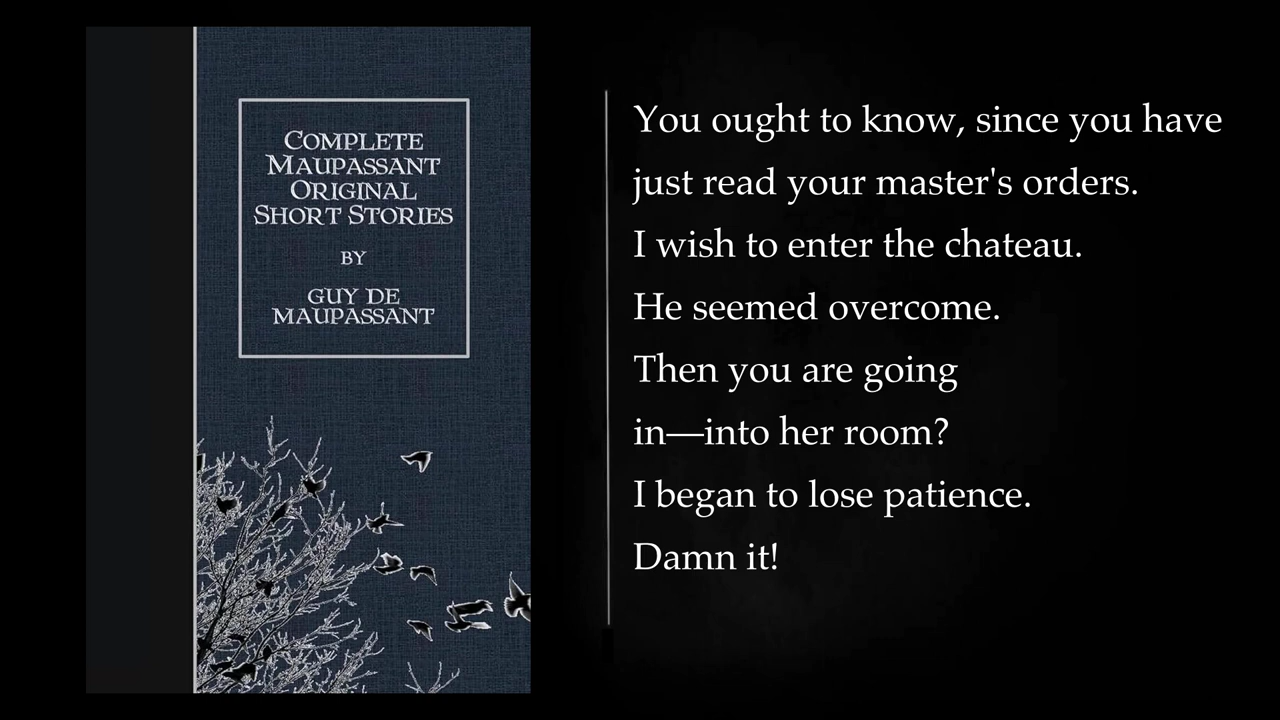 COMPLETE
MAUPASSANT
ORIGINAL
SHORT STORIES
BY
GUY DE
MAUPASSANT
You ought to know, since you have
just read your master's orders.
I wish to enter the chateau.
He seemed overcome.
Then you are going
in—into her room?
I began to lose patience.
Damn it!